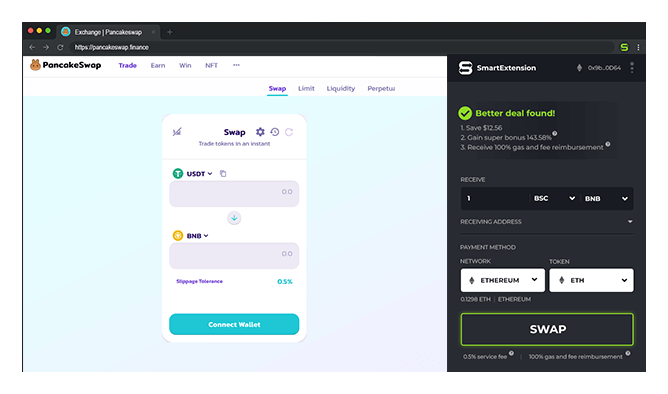 Exchange | Pancakeswap
https://pancakeswap.finance
PancakeSwap Trade Earn Win NFT
Swap Limit Liquidity Perpetu
Swap
Trade tokens in an instant
USDT
0.0
BNB
0.0
Slippage Tolerance 0.5%
Connect Wallet
SmartExtension 0x9b...0D64
Better deal found!
1. Save $12.56
2. Gain super bonus 143.58% ?
3. Receive 100% gas and fee reimbursement ?
RECEIVE
1 BSC BNB
RECEIVING ADDRESS
PAYMENT METHOD
NETWORK TOKEN
ETHEREUM ETH
0.1298 ETH | ETHEREUM
SWAP
0.5% service fee ? | 100% gas and fee reimbursement ?